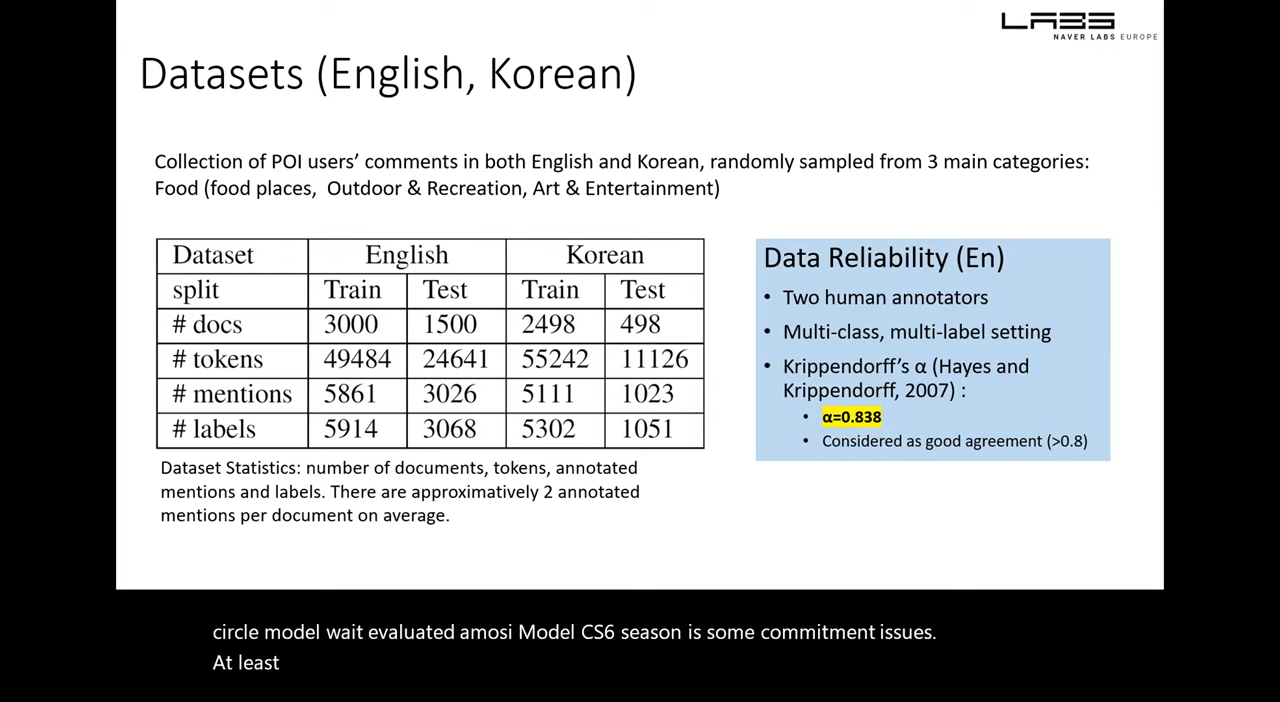 LABS
NAVER LABS EUROPE
Datasets (English, Korean)
Collection of POI users’ comments in both English and Korean, randomly sampled from 3 main categories:
Food (food places, Outdoor & Recreation, Art & Entertainment)
Dataset English Korean
split Train Test Train Test
# docs 3000 1500 2498 498
# tokens 49484 24641 55242 11126
# mentions 5861 3026 5111 1023
# labels 5914 3068 5302 1051
Dataset Statistics: number of documents, tokens, annotated
mentions and labels. There are approximatively 2 annotated
mentions per document on average.
Data Reliability (En)
• Two human annotators
• Multi-class, multi-label setting
• Krippendorff’s α (Hayes and
Krippendorff, 2007) :
• α=0.838
• Considered as good agreement (>0.8)
circle model wait evaluated amosi Model CS6 season is some commitment issues.
At least